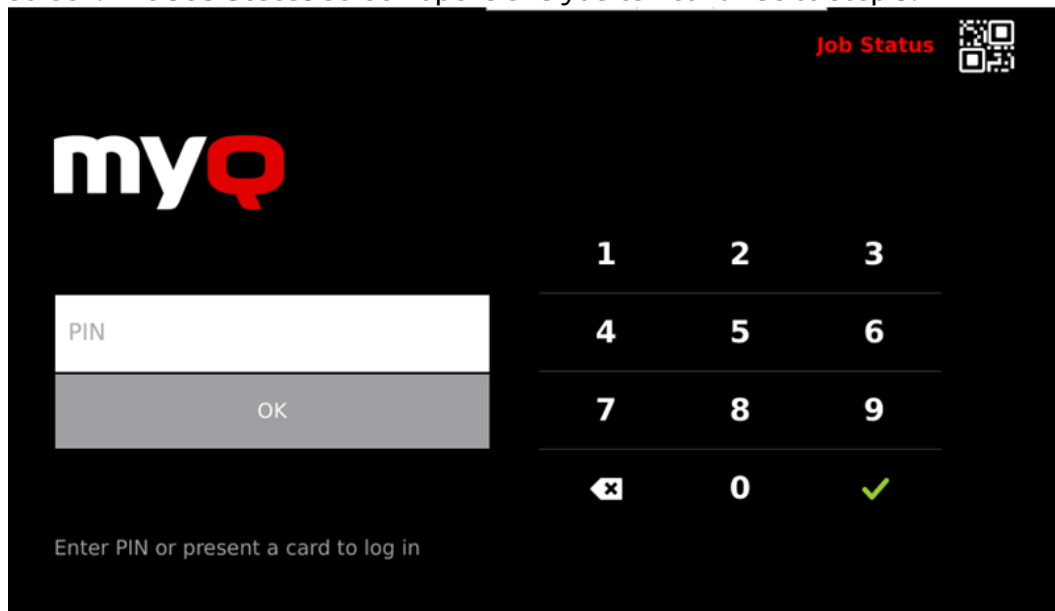 Job Status
myQ
1 2 3
PIN
4 5 6
OK
7 8 9
0
Enter PIN or present a card to log in